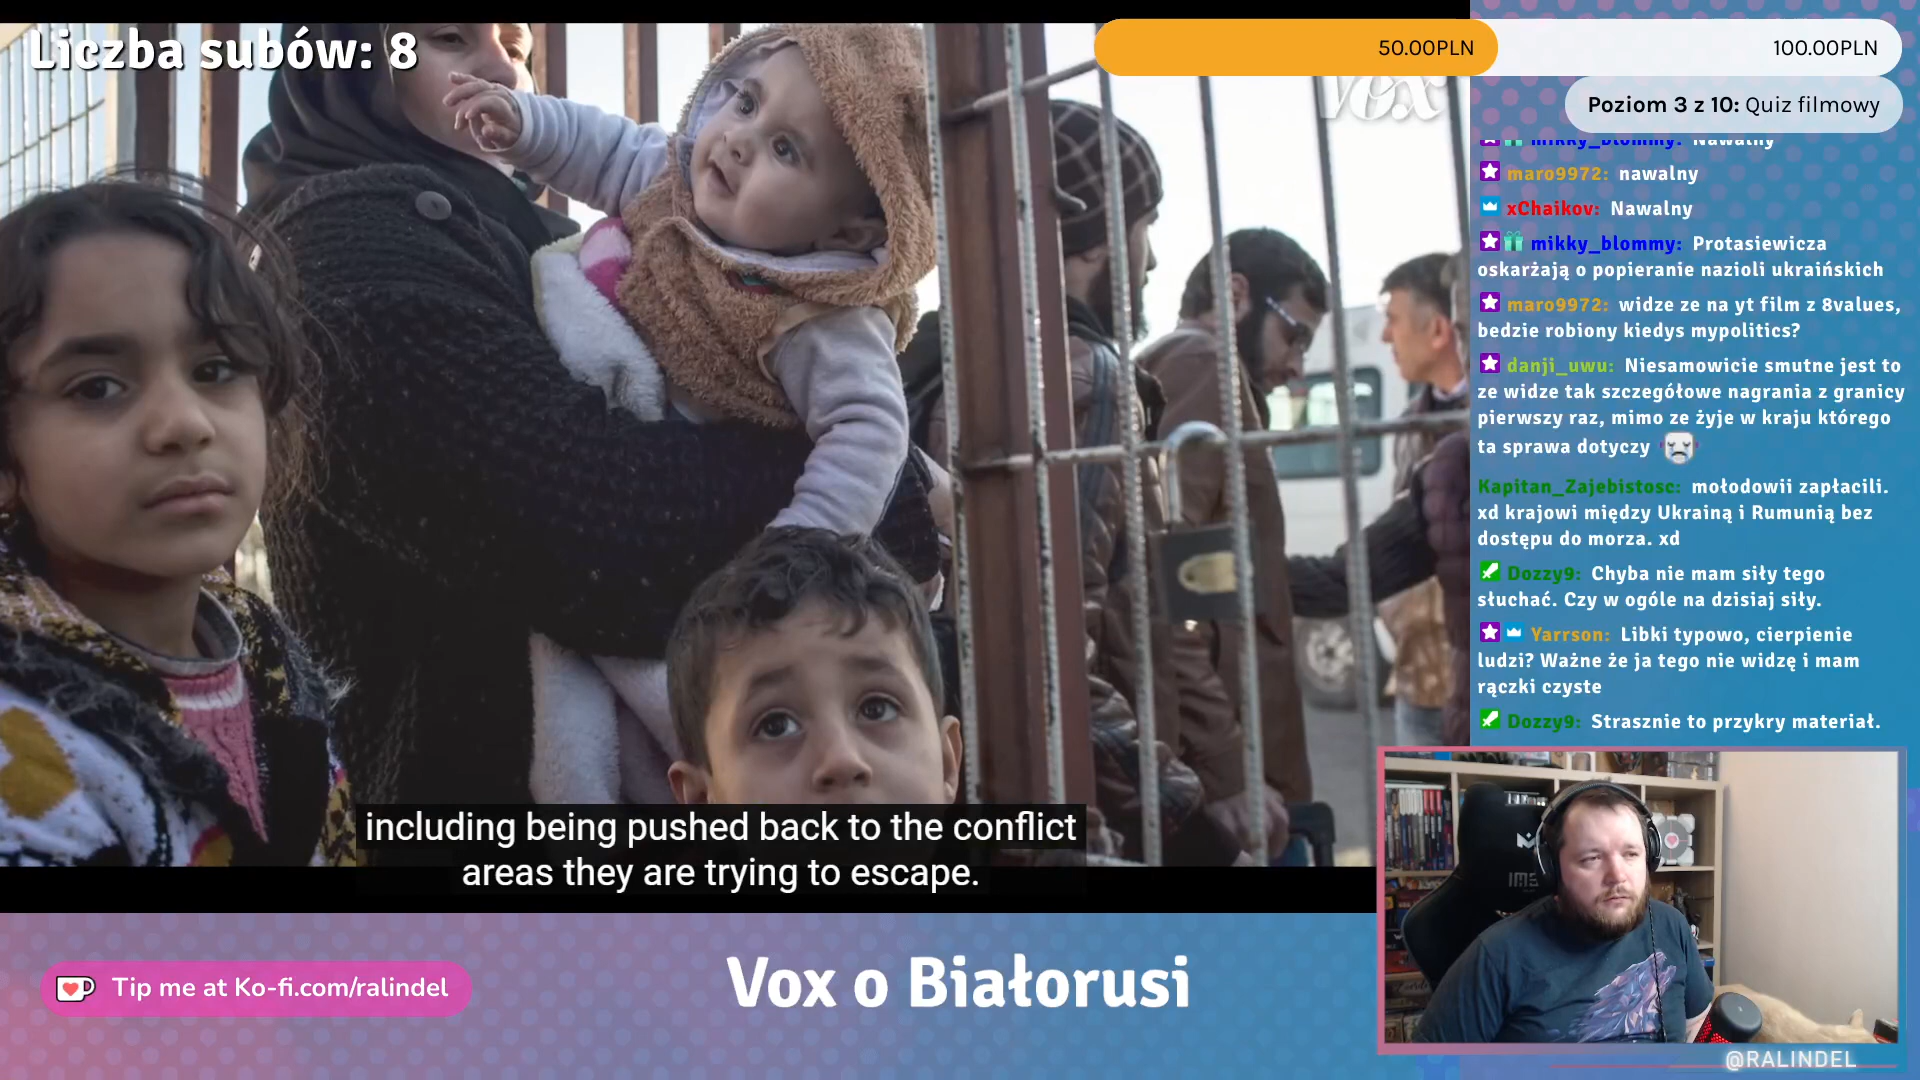 Liczba subów: 8
50.00PLN
100.00PLN
Poziom 3 z 10: Quiz filmowy
Vox
mikky_blommy: Nawalny
maro9972: nawalny
xChaikov: Nawalny
mikky_blommy: Protasiewicza
oskarżają o popieranie nazioli ukraińskich
maro9972: widze ze na yt film z 8values,
bedzie robiony kiedys mypolitics?
danji_uwu: Niesamowicie smutne jest to
ze widze tak szczegółowe nagrania z granicy
pierwszy raz, mimo ze żyje w kraju którego
ta sprawa dotyczy
Kapitan_Zajebistosc: mołodowii zapłacili.
xd krajowi między Ukrainą i Rumunią bez
dostępu do morza. xd
Dozzy9: Chyba nie mam siły tego
słuchać. Czy w ogóle na dzisiaj siły.
Yarrson: Libki typowo, cierpienie
ludzi? Ważne że ja tego nie widzę i mam
rączki czyste
Dozzy9: Strasznie to przykry materiał.
including being pushed back to the conflict
areas they are trying to escape.
Tip me at Ko-fi.com/ralindel
Vox o Białorusi
@RALINDEL